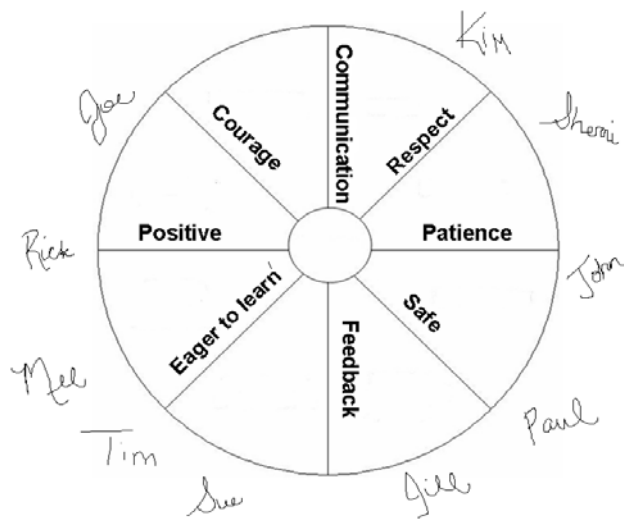 Kim
Joe
Sherri
Communication
Courage
Respect
Rick
Positive
Patience
John
Eager to learn
Safe
Feedback
Mel
Paul
Tim
Sue
Jill